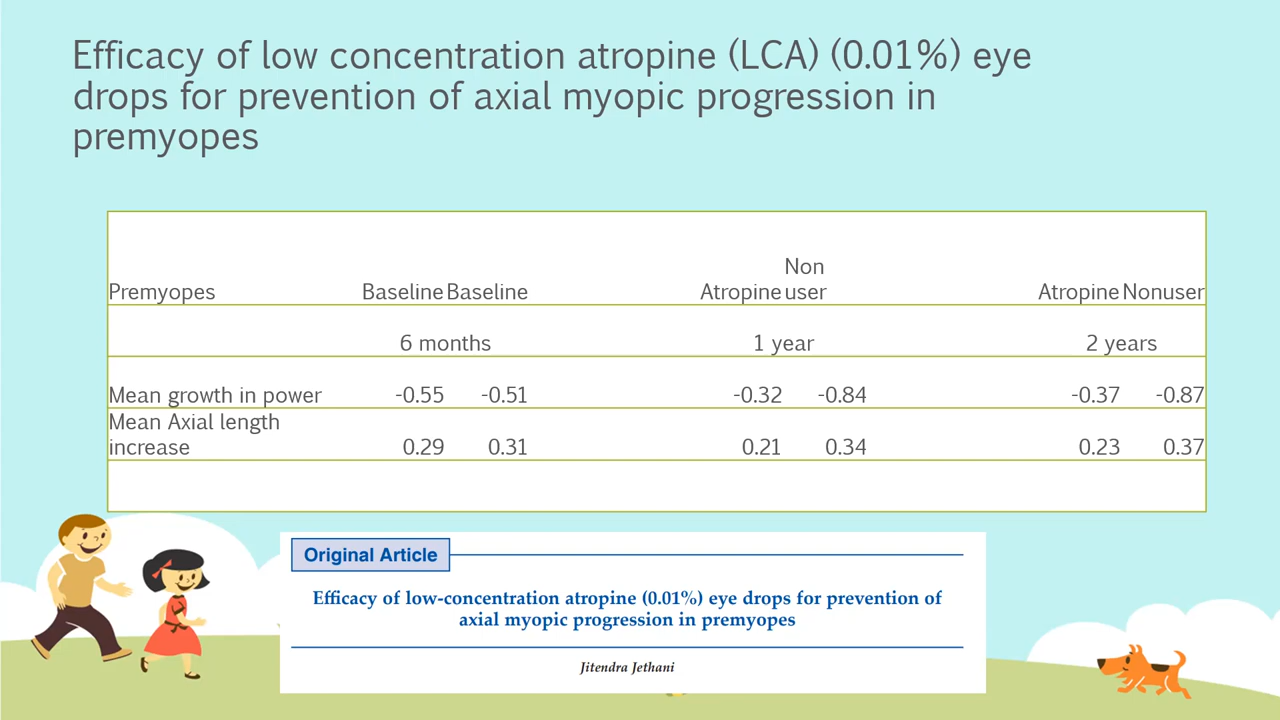 Efficacy of low concentration atropine (LCA) (0.01%) eye
drops for prevention of axial myopic progression in
premyopes
Premyopes Baseline Baseline Atropine Non user Atropine Nonuser
6 months 1 year 2 years
Mean growth in power -0.55 -0.51 -0.32 -0.84 -0.37 -0.87
Mean Axial length
increase 0.29 0.31 0.21 0.34 0.23 0.37
Original Article
Efficacy of low-concentration atropine (0.01%) eye drops for prevention of
axial myopic progression in premyopes
Jitendra Jethani